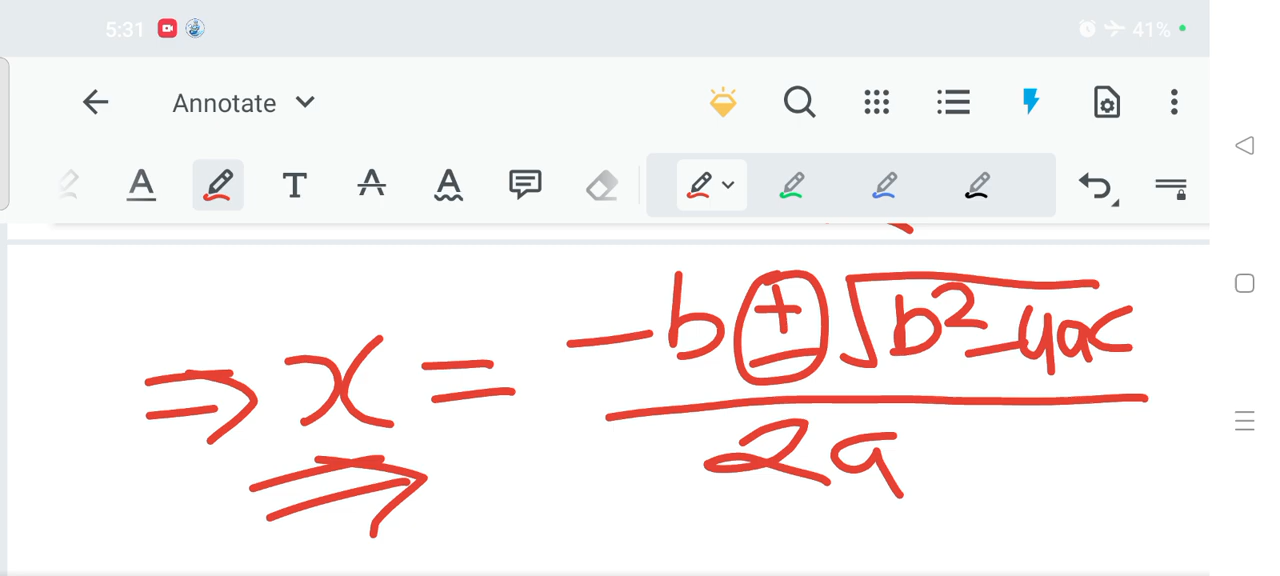 5:31 41%
Annotate
A T A A
⇒ x = -b ± √b² - 4ac
2a
⇒